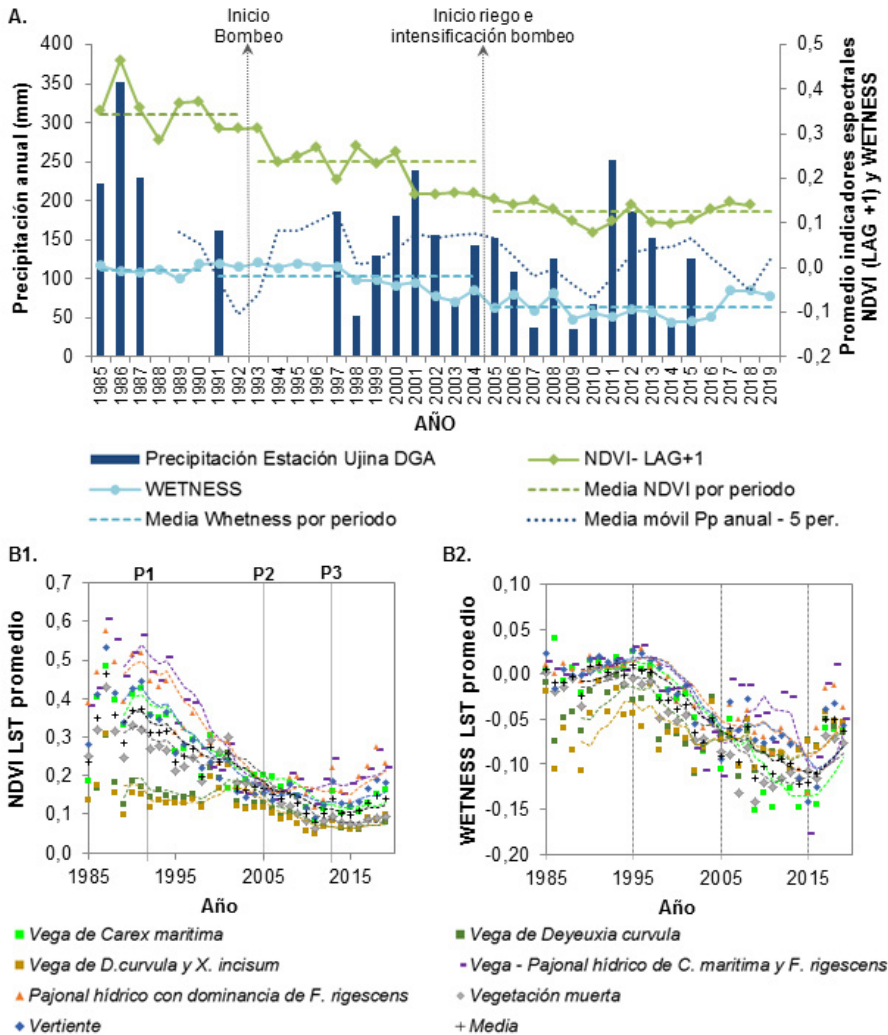 A.
Inicio
Bombeo
Inicio riego e
intensificación bombeo
Precipitación anual (mm)
400
350
300
250
200
150
100
50
0
0,5
0,4
0,3
0,2
0,1
0,0
-0,1
-0,2
Promedio indicadores espectrales
NDVI (LAG +1) y WETNESS
1985 1986 1987 1988 1989 1990 1991 1992 1993 1994 1995 1996 1997 1998 1999 2000 2001 2002 2003 2004 2005 2006 2007 2008 2009 2010 2011 2012 2013 2014 2015 2016 2017 2018 2019
AÑO
Precipitación Estación Ujina DGA
NDVI- LAG+1
WETNESS
Media NDVI por periodo
Media Whetness por periodo
Media móvil Pp anual - 5 per.
B1.
P1 P2 P3
NDVI LST promedio
0,7
0,6
0,5
0,4
0,3
0,2
0,1
0,0
1985 1995 2005 2015
Año
B2.
WETNESS LST promedio
0,10
0,05
0,00
-0,05
-0,10
-0,15
-0,20
1985 1995 2005 2015
Año
Vega de Carex maritima
Vega de Deyeuxia curvula
Vega de D.curvula y X. incisum
Vega - Pajonal hídrico de C. maritima y F. rigescens
Pajonal hídrico con dominancia de F. rigescens
Vegetación muerta
Vertiente
Media